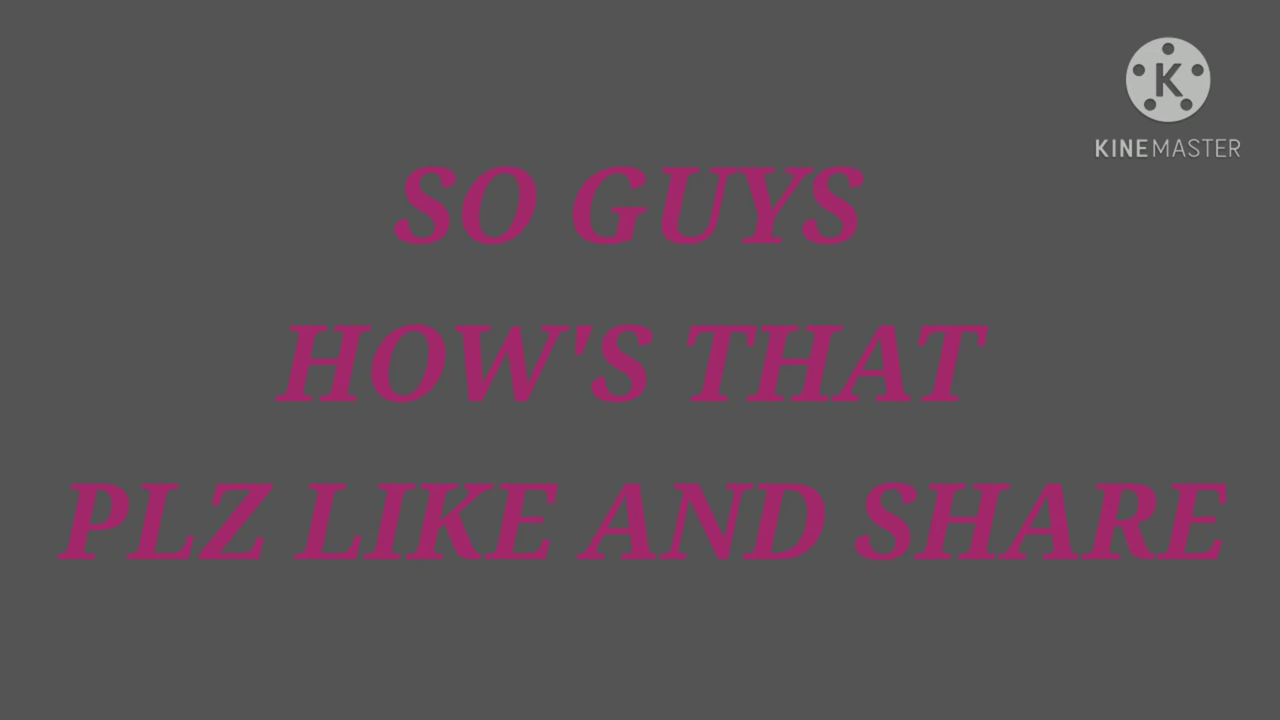 K
KINEMASTER
SO GUYS
HOW'S THAT
PLZ LIKE AND SHARE